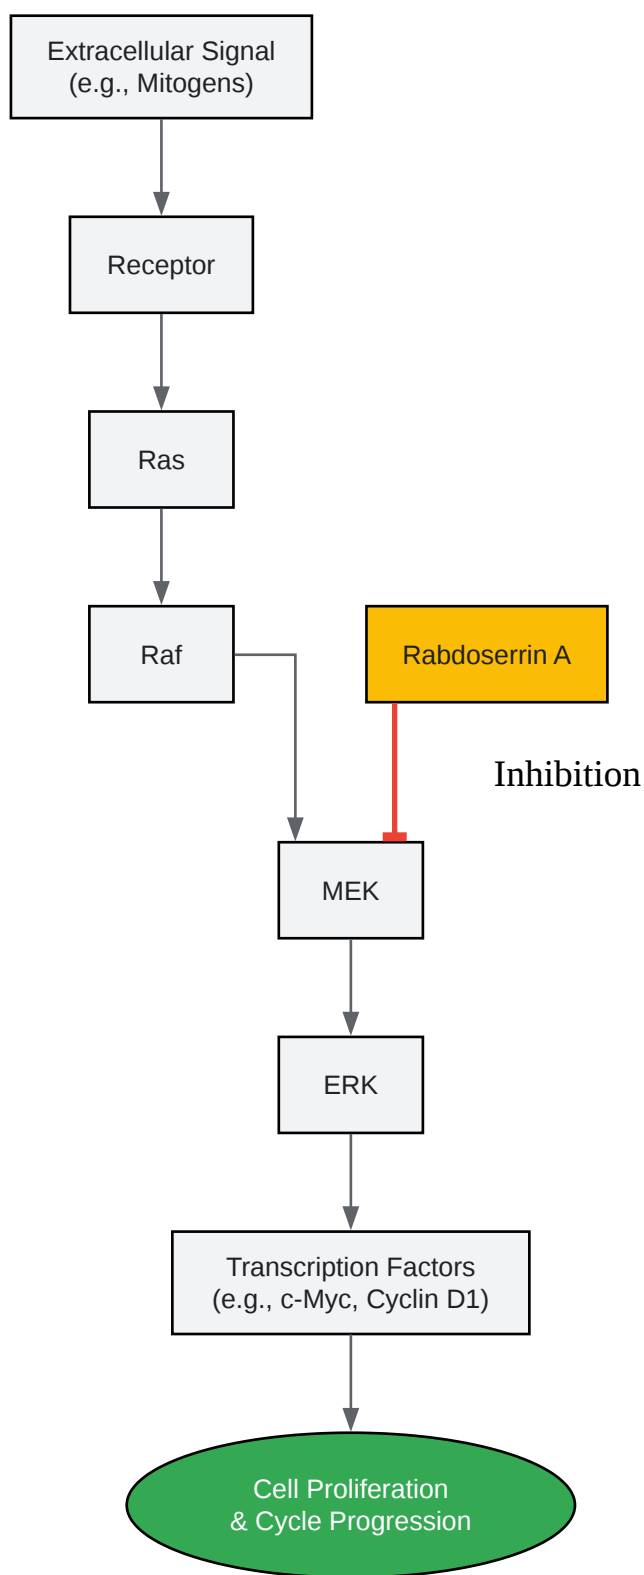 Extracellular Signal
(e.g., Mitogens)
Receptor
Ras
Raf
Rabdoserrin A
Inhibition
MEK
ERK
Transcription Factors
(e.g., c-Myc, Cyclin D1)
Cell Proliferation
& Cycle Progression